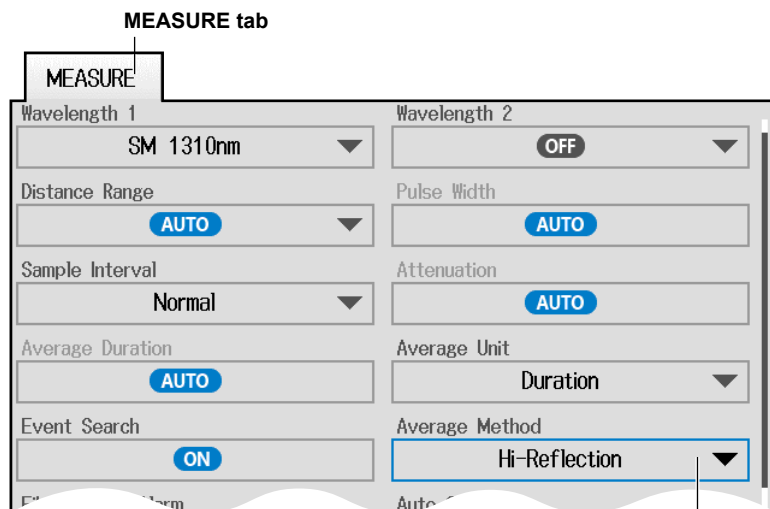 MEASURE tab
MEASURE
Wavelength 1
Wavelength 2
SM 1310nm
OFF
Distance Range
Pulse Width
AUTO
AUTO
Sample Interval
Attenuation
Normal
AUTO
Average Duration
Average Unit
AUTO
Duration
Event Search
Average Method
ON
Hi-Reflection
Auto